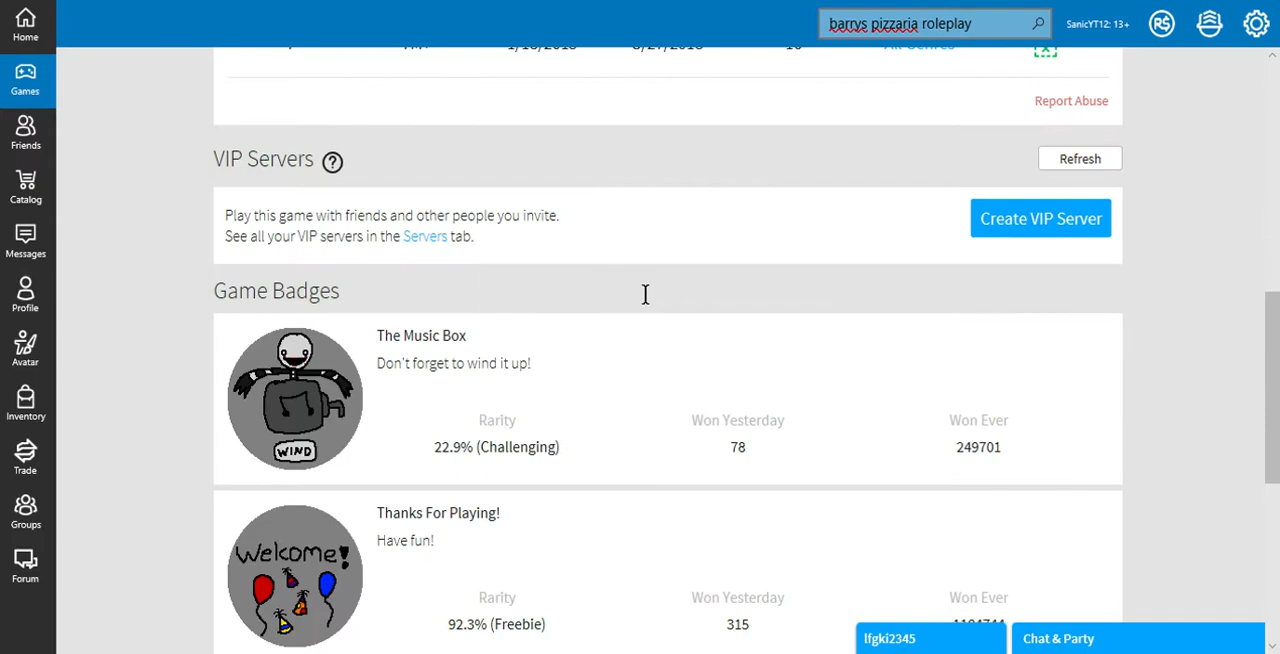 barrys pizzaria roleplay
SanicYT12: 13+
R$
Home
Games
Friends
Catalog
Messages
Profile
Avatar
Inventory
Trade
Groups
Forum
Report Abuse
VIP Servers ?
Refresh
Play this game with friends and other people you invite.
See all your VIP servers in the Servers tab.
Create VIP Server
Game Badges
The Music Box
Don't forget to wind it up!
Rarity Won Yesterday Won Ever
22.9% (Challenging) 78 249701
WIND
Thanks For Playing!
Have fun!
Welcome!
Rarity Won Yesterday Won Ever
92.3% (Freebie) 315
lfgki2345
Chat & Party